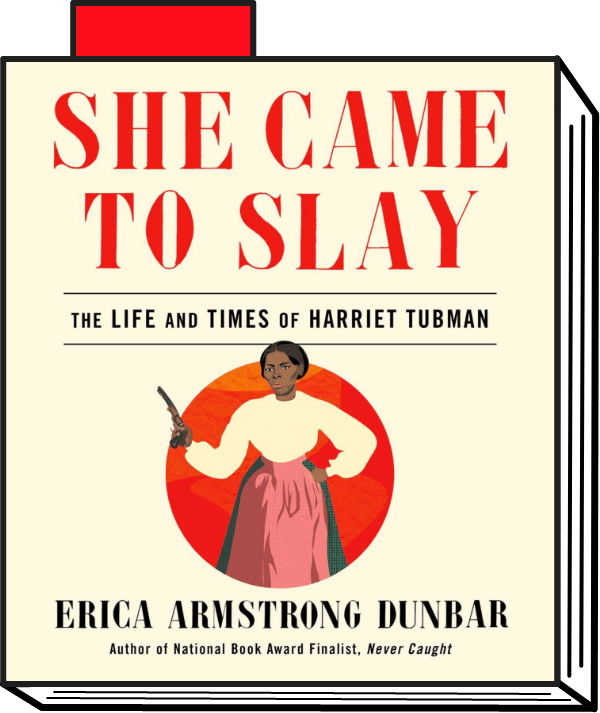 SHE CAME
TO SLAY
THE LIFE AND TIMES OF HARRIET TUBMAN
ERICA ARMSTRONG DUNBAR
Author of National Book Award Finalist, Never Caught